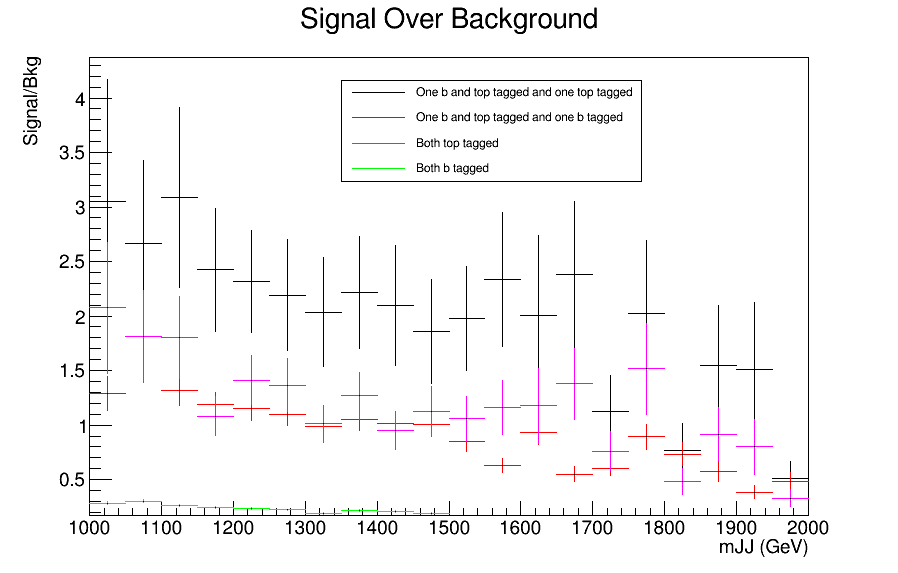 Signal Over Background
Signal/Bkg
4
3.5
3
2.5
2
1.5
1
0.5
One b and top tagged and one top tagged
One b and top tagged and one b tagged
Both top tagged
Both b tagged
1000 1100 1200 1300 1400 1500 1600 1700 1800 1900 2000
mJJ (GeV)